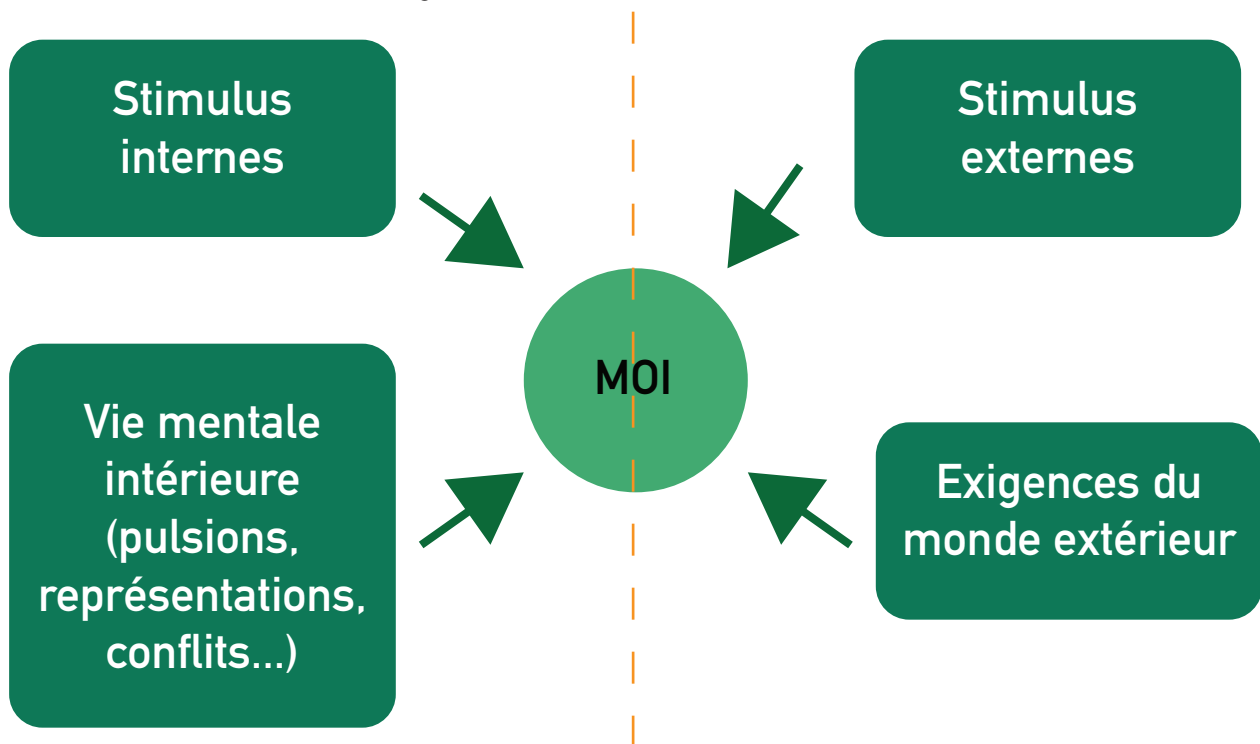 Stimulus
internes
Stimulus
externes
MOI
Vie mentale
intérieure
(pulsions,
représentations,
conflits...)
Exigences du
monde extérieur